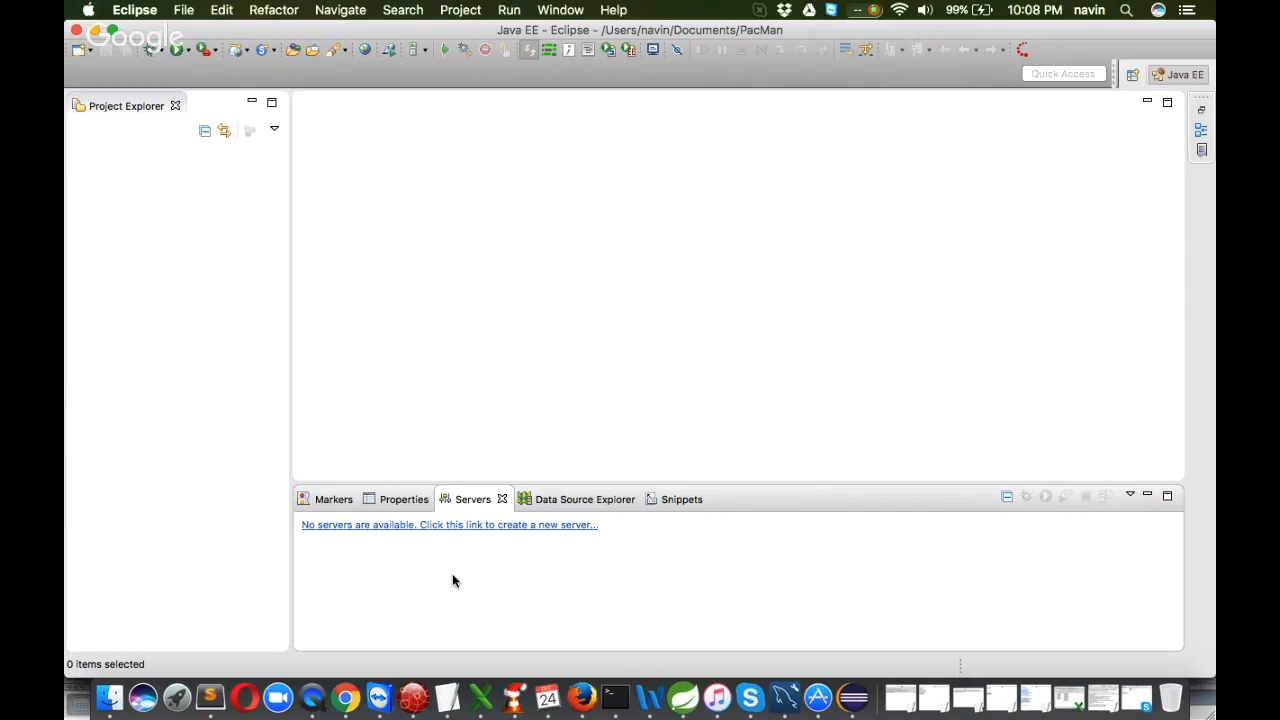 Eclipse File Edit Refactor Navigate Search Project Run Window Help -- 99% 10:08 PM navin
Google
Java EE - Eclipse - /Users/navin/Documents/PacMan
Quick Access Java EE
Project Explorer
Markers Properties Servers Data Source Explorer Snippets
No servers are available. Click this link to create a new server...
0 items selected
24